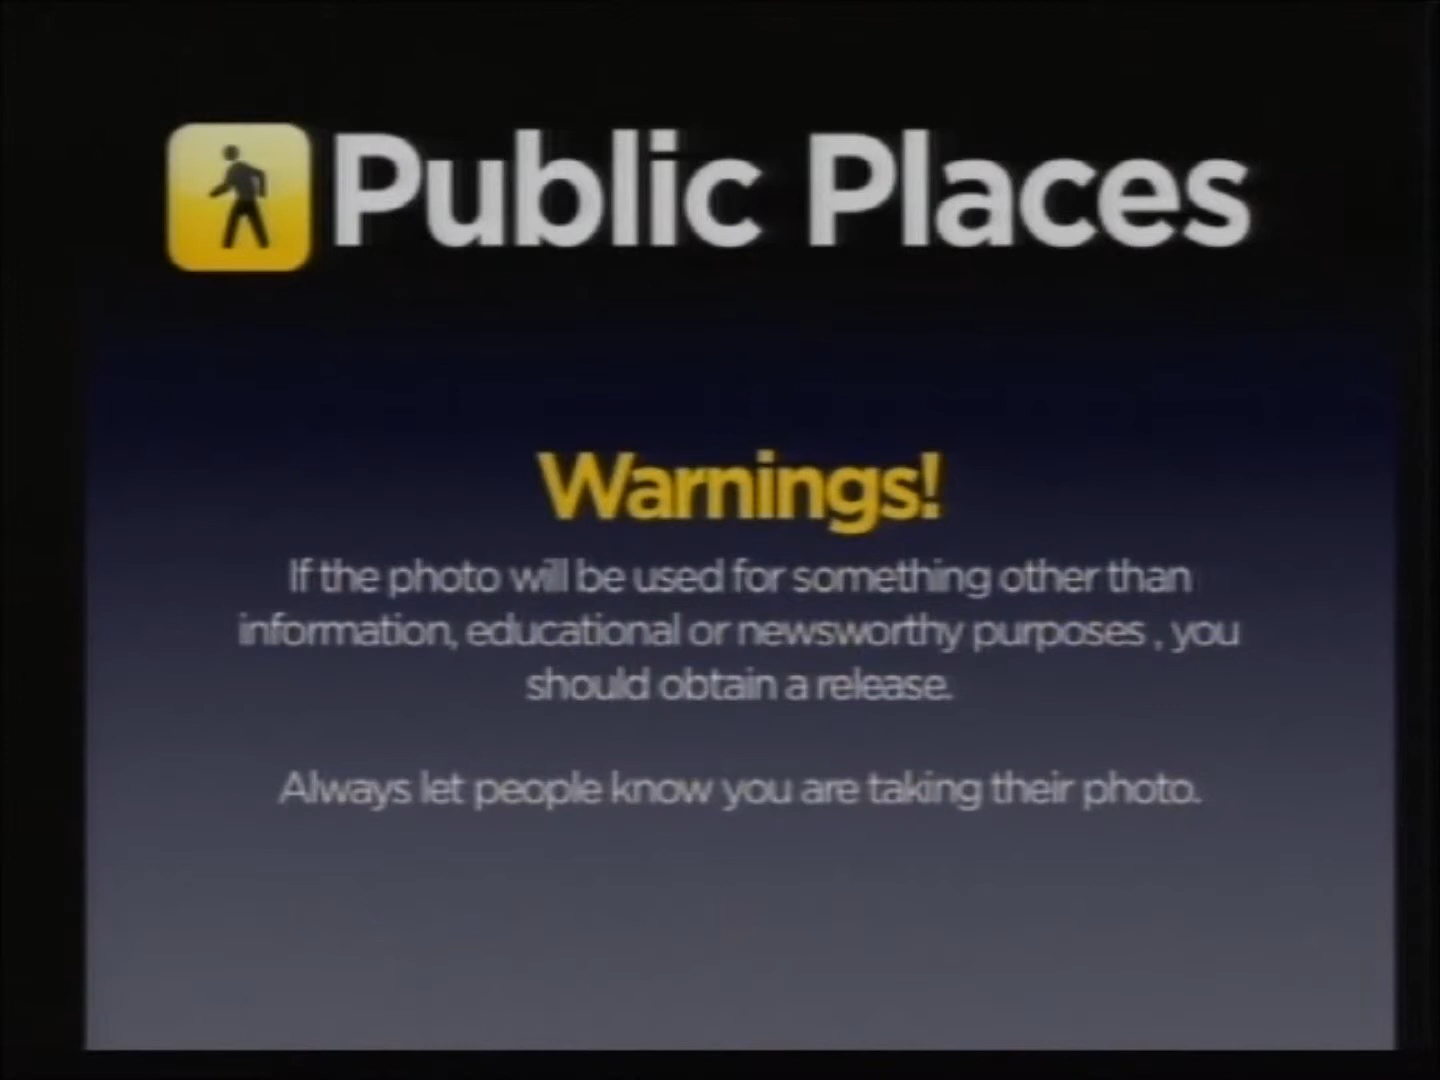 Public Places
Warnings!
If the photo will be used for something other than
information, educational or newsworthy purposes , you
should obtain a release.
Always let people know you are taking their photo.